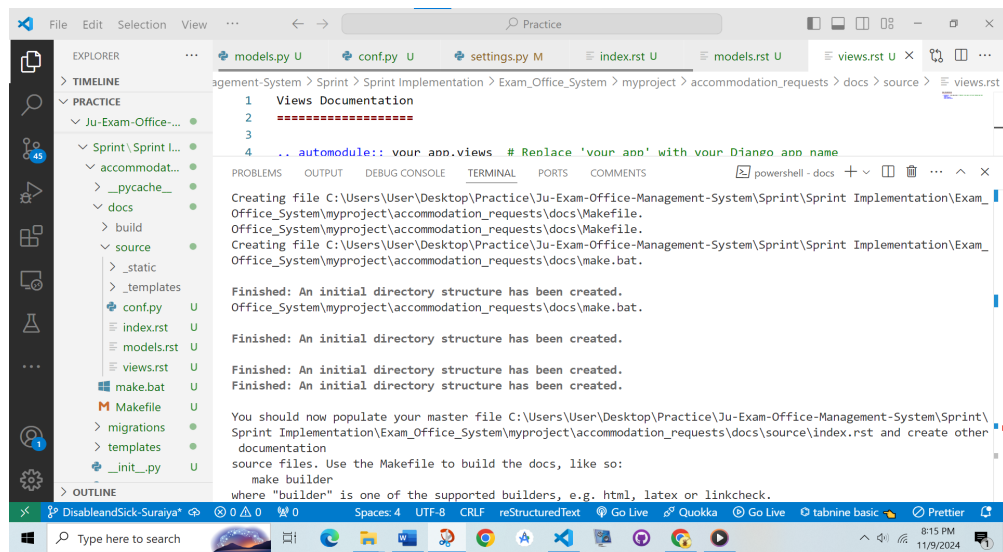 File Edit Selection View ··· ← → Practice
EXPLORER ···
models.py U conf.py U settings.py M index.rst U models.rst U views.rst U
> TIMELINE
agement-System > Sprint > Sprint Implementation > Exam_Office_System > myproject > accommodation_requests > docs > source > views.rst
PRACTICE
Ju-Exam-Office-...
Sprint\Sprint I...
accommodat...
> __pycache__
docs
> build
source
> _static
> _templates
conf.py U
index.rst U
models.rst U
views.rst U
make.bat U
Makefile U
> migrations
> templates
__init__.py U
> OUTLINE
45
1
1 Views Documentation
2 ===================
3
4 .. automodule:: your_app.views # Replace 'your_app' with your Django app name
PROBLEMS OUTPUT DEBUG CONSOLE TERMINAL PORTS COMMENTS powershell - docs
Creating file C:\Users\User\Desktop\Practice\Ju-Exam-Office-Management-System\Sprint\Sprint Implementation\Exam_
Office_System\myproject\accommodation_requests\docs\Makefile.
Office_System\myproject\accommodation_requests\docs\Makefile.
Creating file C:\Users\User\Desktop\Practice\Ju-Exam-Office-Management-System\Sprint\Sprint Implementation\Exam_
Office_System\myproject\accommodation_requests\docs\make.bat.
Finished: An initial directory structure has been created.
Office_System\myproject\accommodation_requests\docs\make.bat.
Finished: An initial directory structure has been created.
Finished: An initial directory structure has been created.
Finished: An initial directory structure has been created.
You should now populate your master file C:\Users\User\Desktop\Practice\Ju-Exam-Office-Management-System\Sprint\
Sprint Implementation\Exam_Office_System\myproject\accommodation_requests\docs\source\index.rst and create other
documentation
source files. Use the Makefile to build the docs, like so:
make builder
where "builder" is one of the supported builders, e.g. html, latex or linkcheck.
DisableandSick-Suraiya* 0 0 0 Spaces: 4 UTF-8 CRLF reStructuredText Go Live Quokka Go Live tabnine basic Prettier
Type here to search
8:15 PM
11/9/2024
1